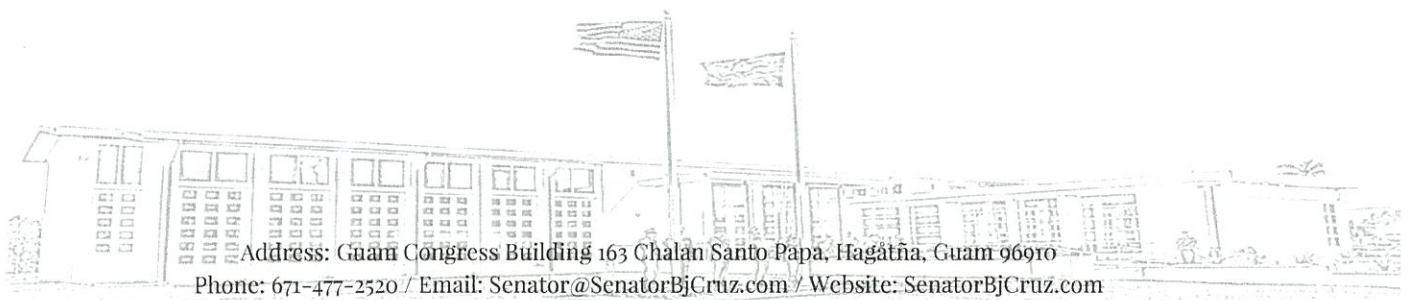 Address: Guam Congress Building 163 Chalan Santo Papa, Hagåtña, Guam 96910
Phone: 671-477-2520 / Email: Senator@SenatorBjCruz.com / Website: SenatorBjCruz.com